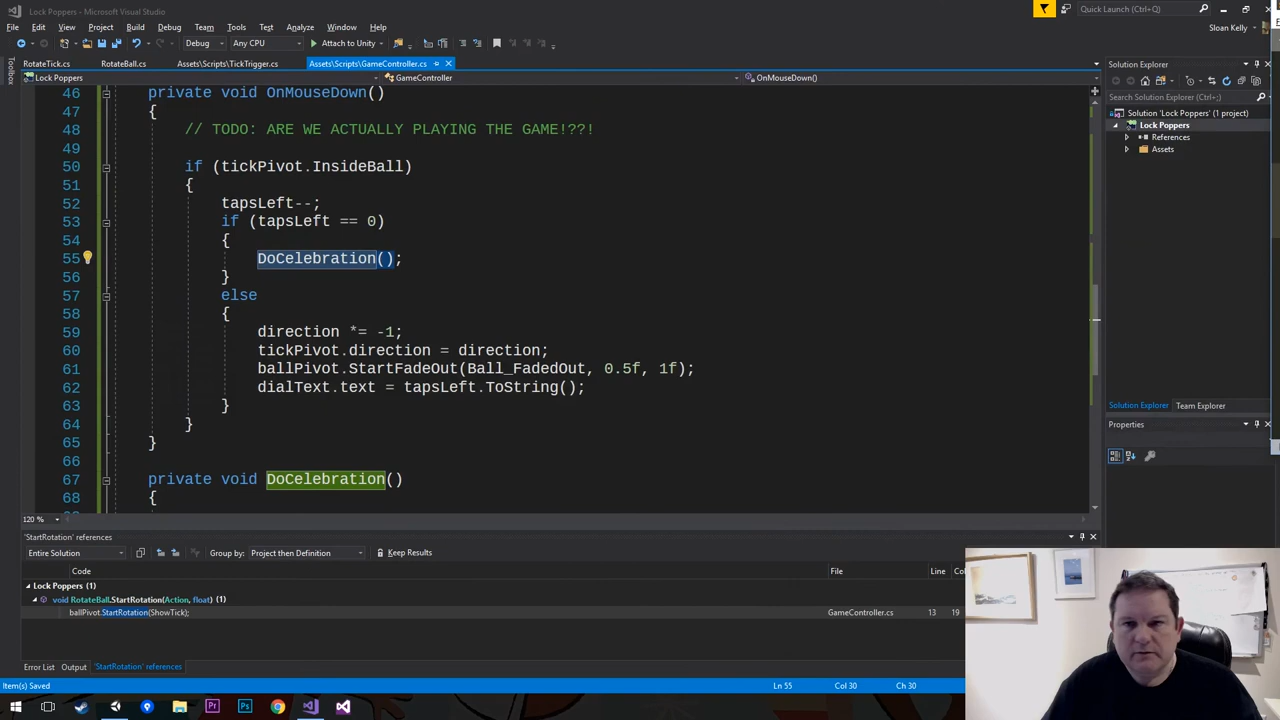 Lock Poppers - Microsoft Visual Studio
Quick Launch (Ctrl+Q)
File Edit View Project Build Debug Team Tools Test Analyze Window Help
Sloan Kelly
Debug Any CPU Attach to Unity
RotateTick.cs RotateBall.cs Assets\Scripts\TickTrigger.cs Assets\Scripts\GameController.cs
Toolbox
Lock Poppers GameController OnMouseDown()
46 private void OnMouseDown()
47 {
48 // TODO: ARE WE ACTUALLY PLAYING THE GAME!??!
49
50 if (tickPivot.InsideBall)
51 {
52 tapsLeft--;
53 if (tapsLeft == 0)
54 {
55 DoCelebration();
56 }
57 else
58 {
59 direction *= -1;
60 tickPivot.direction = direction;
61 ballPivot.StartFadeOut(Ball_FadedOut, 0.5f, 1f);
62 dialText.text = tapsLeft.ToString();
63 }
64 }
65 }
66
67 private void DoCelebration()
68 {
120 %
Solution Explorer
Search Solution Explorer (Ctrl+;)
Solution 'Lock Poppers' (1 project)
Lock Poppers
References
Assets
Solution Explorer Team Explorer
Properties
'StartRotation' references
Entire Solution Group by: Project then Definition Keep Results
Code File Line Co
Lock Poppers (1)
void RotateBall.StartRotation(Action, float) (1)
ballPivot.StartRotation(ShowTick); GameController.cs 13 19
Error List Output 'StartRotation' references
Item(s) Saved Ln 55 Col 30 Ch 30